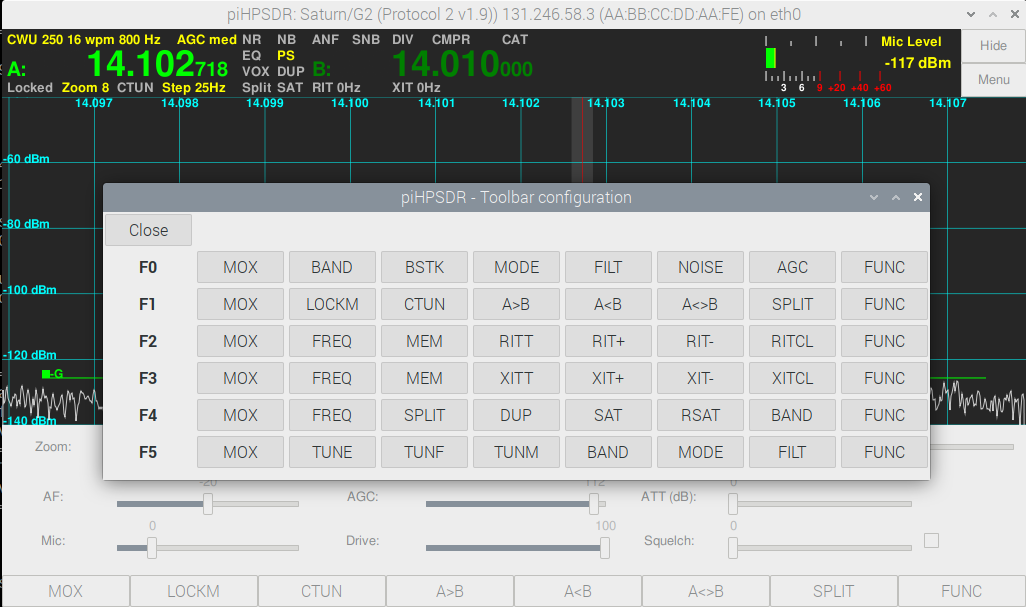 piHPSDR: Saturn/G2 (Protocol 2 v1.9)) 131.246.58.3 (AA:BB:CC:DD:AA:FE) on eth0
CWU 250 16 wpm 800 Hz AGC med NR NB ANF SNB DIV CMPR CAT
EQ PS
A: 14.102718 VOX DUP B: 14.010000
Locked Zoom 8 CTUN Step 25Hz Split SAT RIT 0Hz XIT 0Hz
Mic Level
-117 dBm
3 6 9 +20 +40 +60
Hide
Menu
14.097 14.098 14.099 14.100 14.101 14.102 14.103 14.104 14.105 14.106 14.107
-60 dBm
-80 dBm
-100 dBm
-120 dBm
-G
-140 dBm
piHPSDR - Toolbar configuration
Close
F0 MOX BAND BSTK MODE FILT NOISE AGC FUNC
F1 MOX LOCKM CTUN A>B A<B A<>B SPLIT FUNC
F2 MOX FREQ MEM RITT RIT+ RIT- RITCL FUNC
F3 MOX FREQ MEM XITT XIT+ XIT- XITCL FUNC
F4 MOX FREQ SPLIT DUP SAT RSAT BAND FUNC
F5 MOX TUNE TUNF TUNM BAND MODE FILT FUNC
Zoom:
-20 112 0
AF: AGC: ATT (dB):
0 100 0
Mic: Drive: Squelch:
MOX LOCKM CTUN A>B A<B A<>B SPLIT FUNC